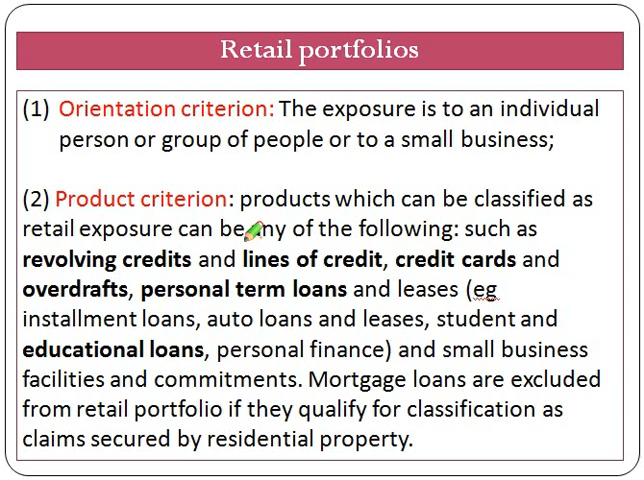 Retail portfolios
(1) Orientation criterion: The exposure is to an individual
person or group of people or to a small business;
(2) Product criterion: products which can be classified as
retail exposure can be any of the following: such as
revolving credits and lines of credit, credit cards and
overdrafts, personal term loans and leases (eg
installment loans, auto loans and leases, student and
educational loans, personal finance) and small business
facilities and commitments. Mortgage loans are excluded
from retail portfolio if they qualify for classification as
claims secured by residential property.